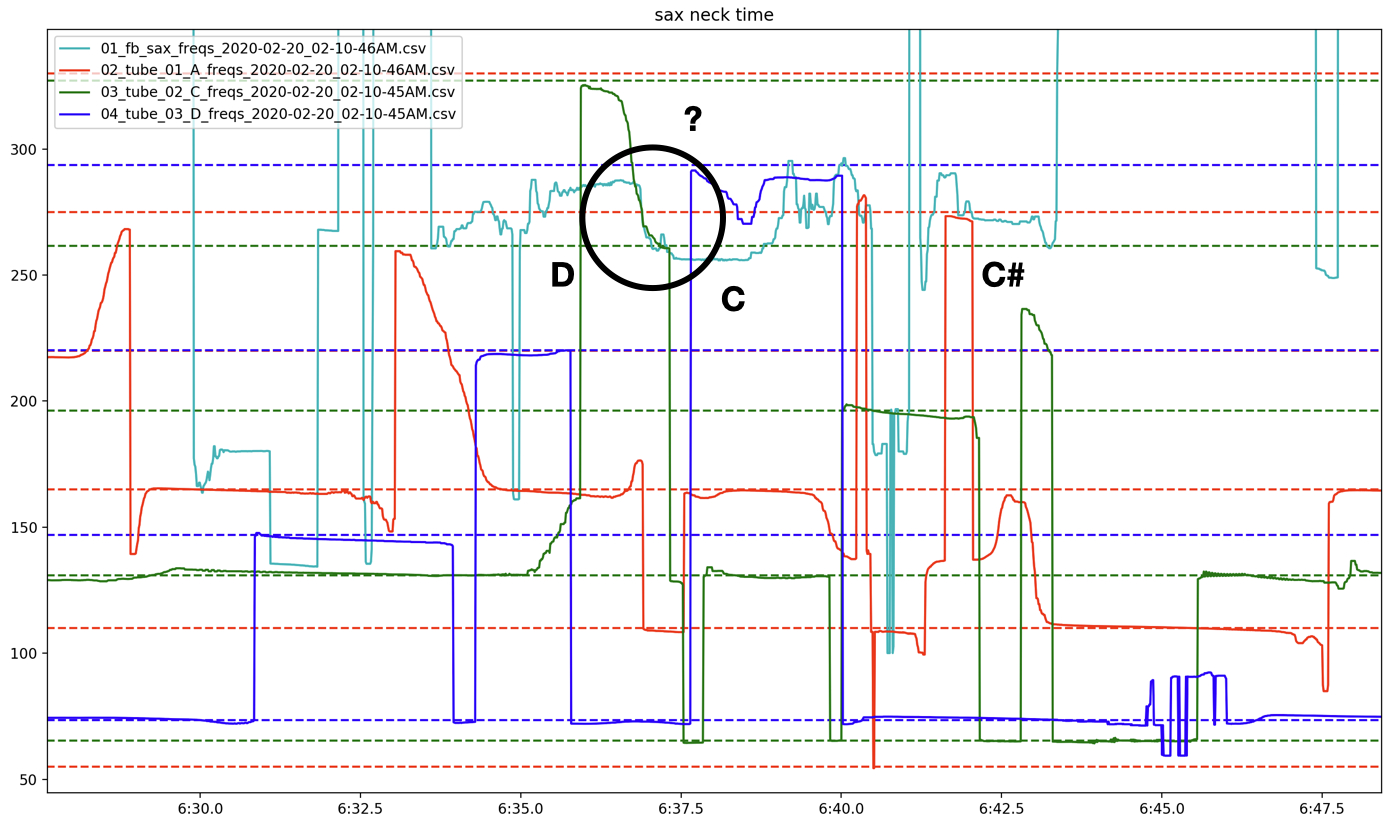 sax neck time
01_fb_sax_freqs_2020-02-20_02-10-46AM.csv
02_tube_01_A_freqs_2020-02-20_02-10-46AM.csv
03_tube_02_C_freqs_2020-02-20_02-10-45AM.csv
04_tube_03_D_freqs_2020-02-20_02-10-45AM.csv
?
300
D
250
C#
C
200
150
100
50
6:30.0 6:32.5 6:35.0 6:37.5 6:40.0 6:42.5 6:45.0 6:47.5